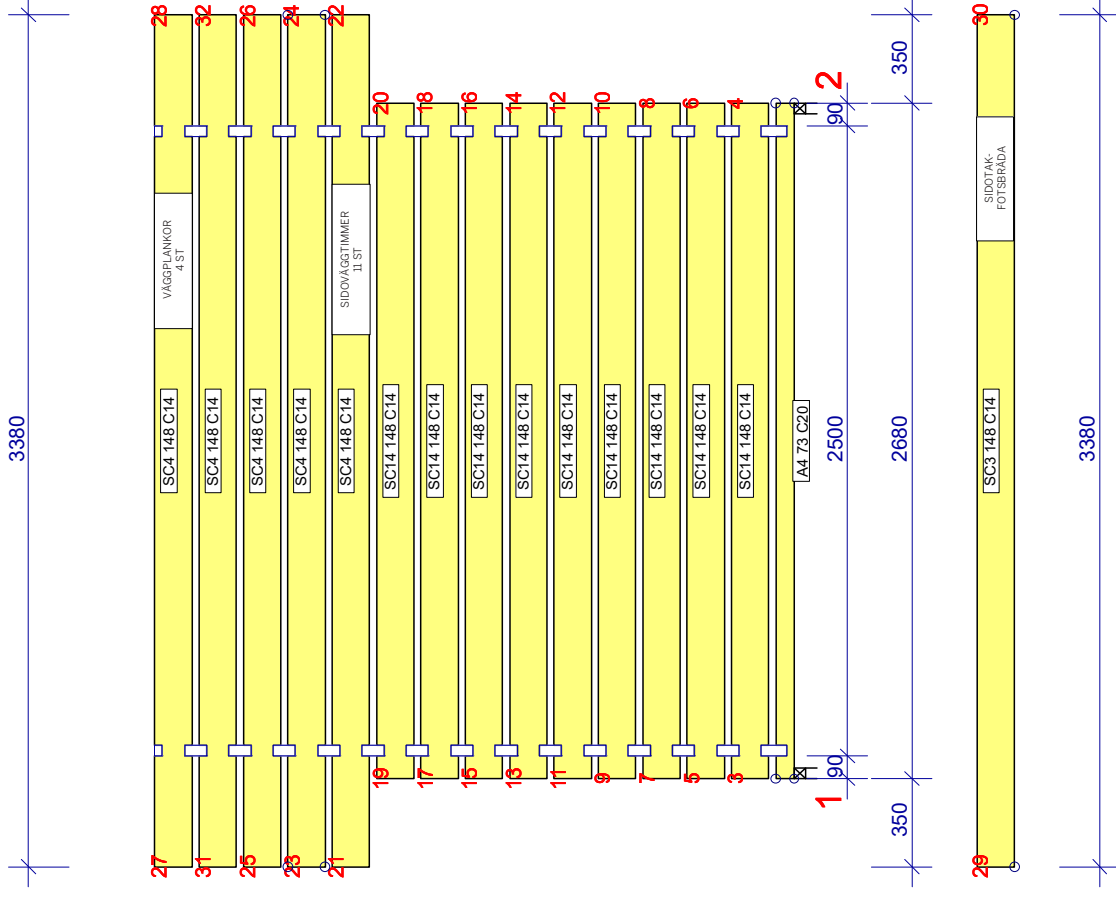 28
32
26
24
22
20
18
16
14
12
10
8
6
4
2
30
350
90
VÄGGPLANKOR
4 ST
SIDOVÄGGTIMMER
11 ST
SIDOTAK-
FOTSBRÄDA
3380
SC4 148 C14
SC4 148 C14
SC4 148 C14
SC4 148 C14
SC4 148 C14
SC14 148 C14
SC14 148 C14
SC14 148 C14
SC14 148 C14
SC14 148 C14
SC14 148 C14
SC14 148 C14
SC14 148 C14
SC14 148 C14
A4 73 C20
2500
2680
SC3 148 C14
3380
90
350
27
31
25
23
21
19
17
15
13
11
9
7
5
3
1
29